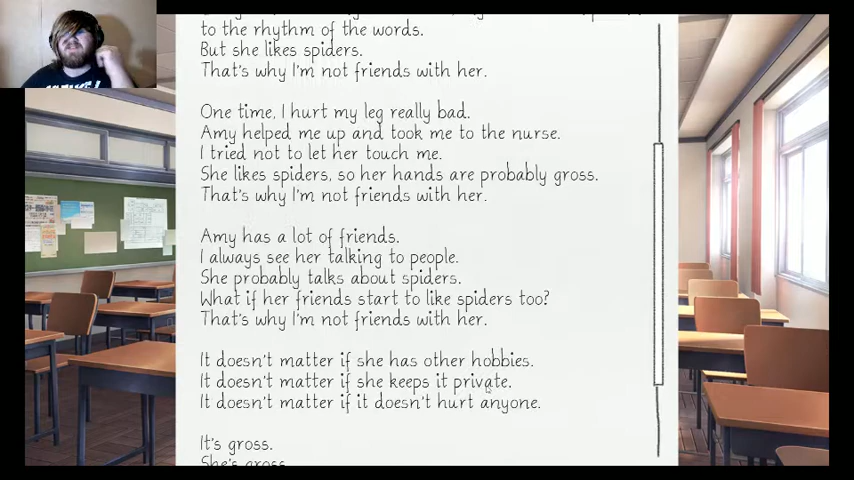 to the rhythm of the words.
But she likes spiders.
That's why I'm not friends with her.
One time, I hurt my leg really bad.
Amy helped me up and took me to the nurse.
I tried not to let her touch me.
She likes spiders, so her hands are probably gross.
That's why I'm not friends with her.
Amy has a lot of friends.
I always see her talking to people.
She probably talks about spiders.
What if her friends start to like spiders too?
That's why I'm not friends with her.
It doesn't matter if she has other hobbies.
It doesn't matter if she keeps it private.
It doesn't matter if it doesn't hurt anyone.
It's gross.
She's gross.